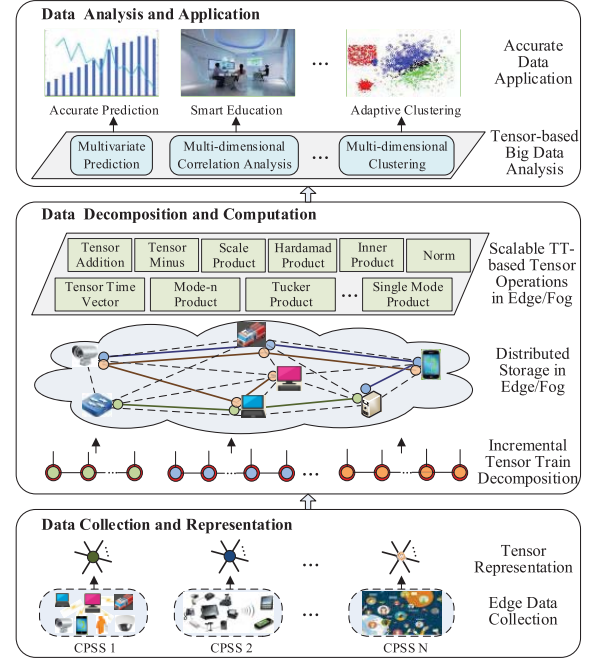 Data Analysis and Application
Accurate
Data
Application
Accurate Prediction
Smart Education
...
Adaptive Clustering
Multivariate
Prediction
Multi-dimensional
Correlation Analysis
...
Multi-dimensional
Clustering
Tensor-based
Big Data
Analysis
Data Decomposition and Computation
Tensor
Addition
Tensor
Minus
Scale
Product
Hardamad
Product
Inner
Product
Norm
Tensor Time
Vector
Mode-n
Product
Tucker
Product
...
Single Mode
Product
Scalable TT-
based Tensor
Operations
in Edge/Fog
Distributed
Storage in
Edge/Fog
...
Incremental
Tensor Train
Decomposition
Data Collection and Representation
...
Tensor
Representation
...
Edge Data
Collection
CPSS 1
CPSS 2
CPSS N